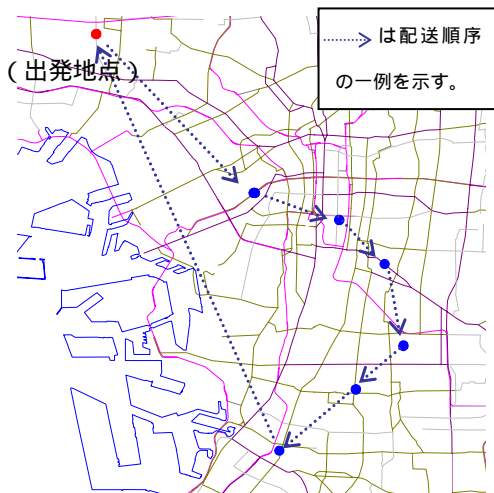 は配送順序
の一例を示す。
(出発地点)